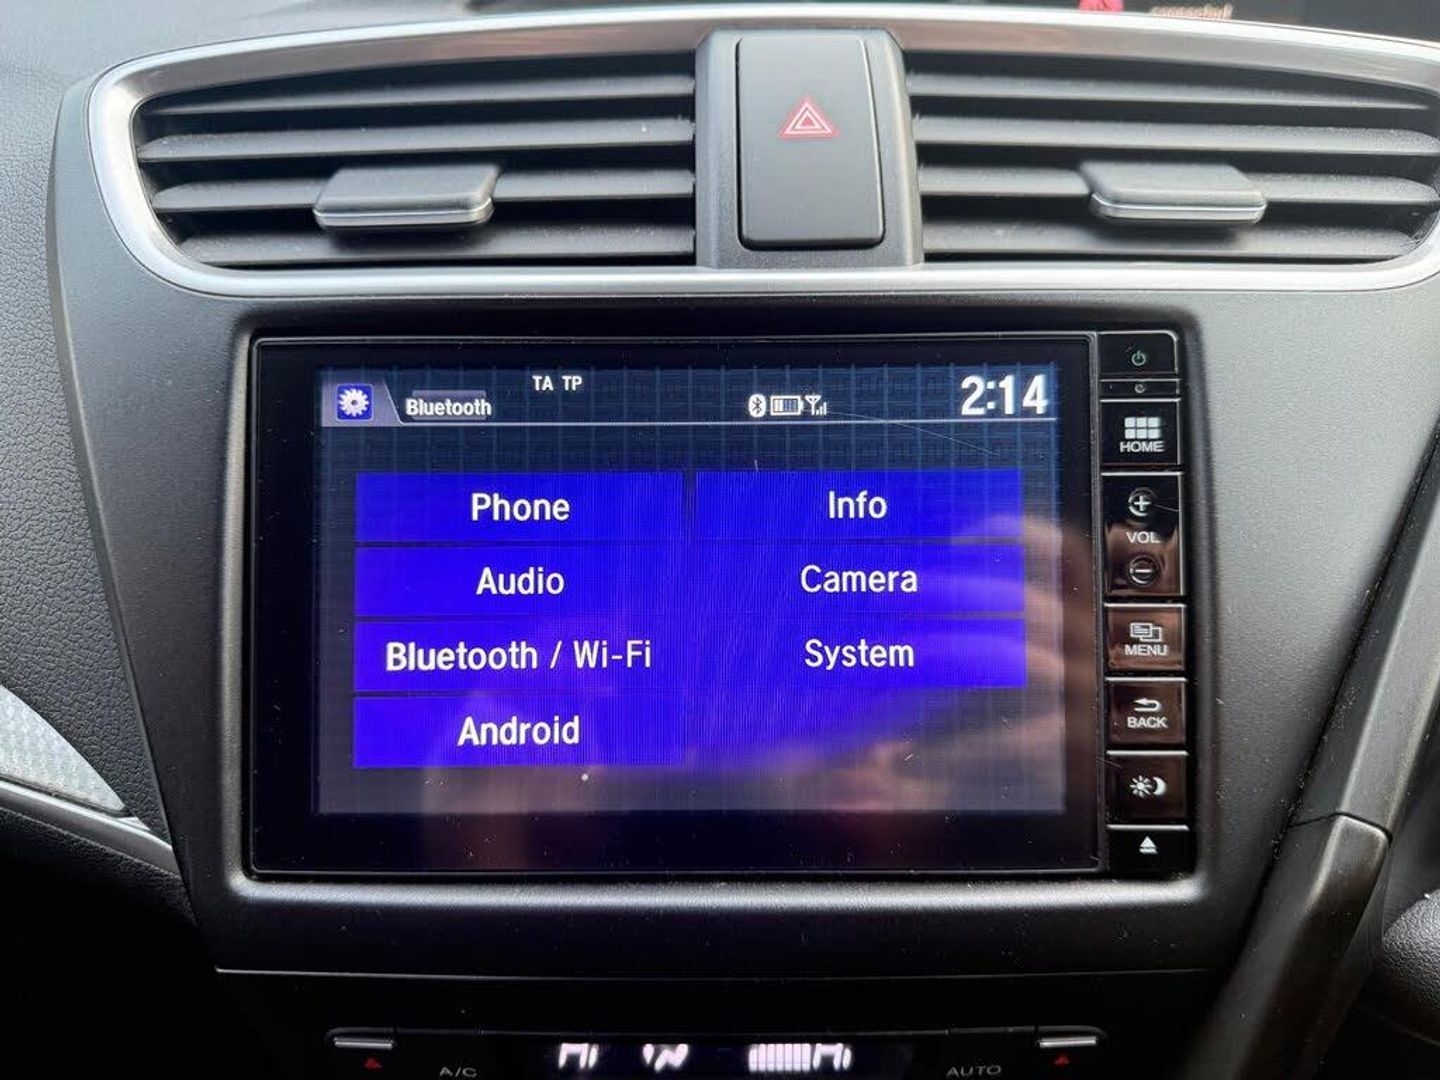 TA TP
Bluetooth
2:14
Phone
Info
Audio
Camera
Bluetooth / Wi-Fi
System
Android
HOME
VOL
MENU
BACK
A/C
AUTO